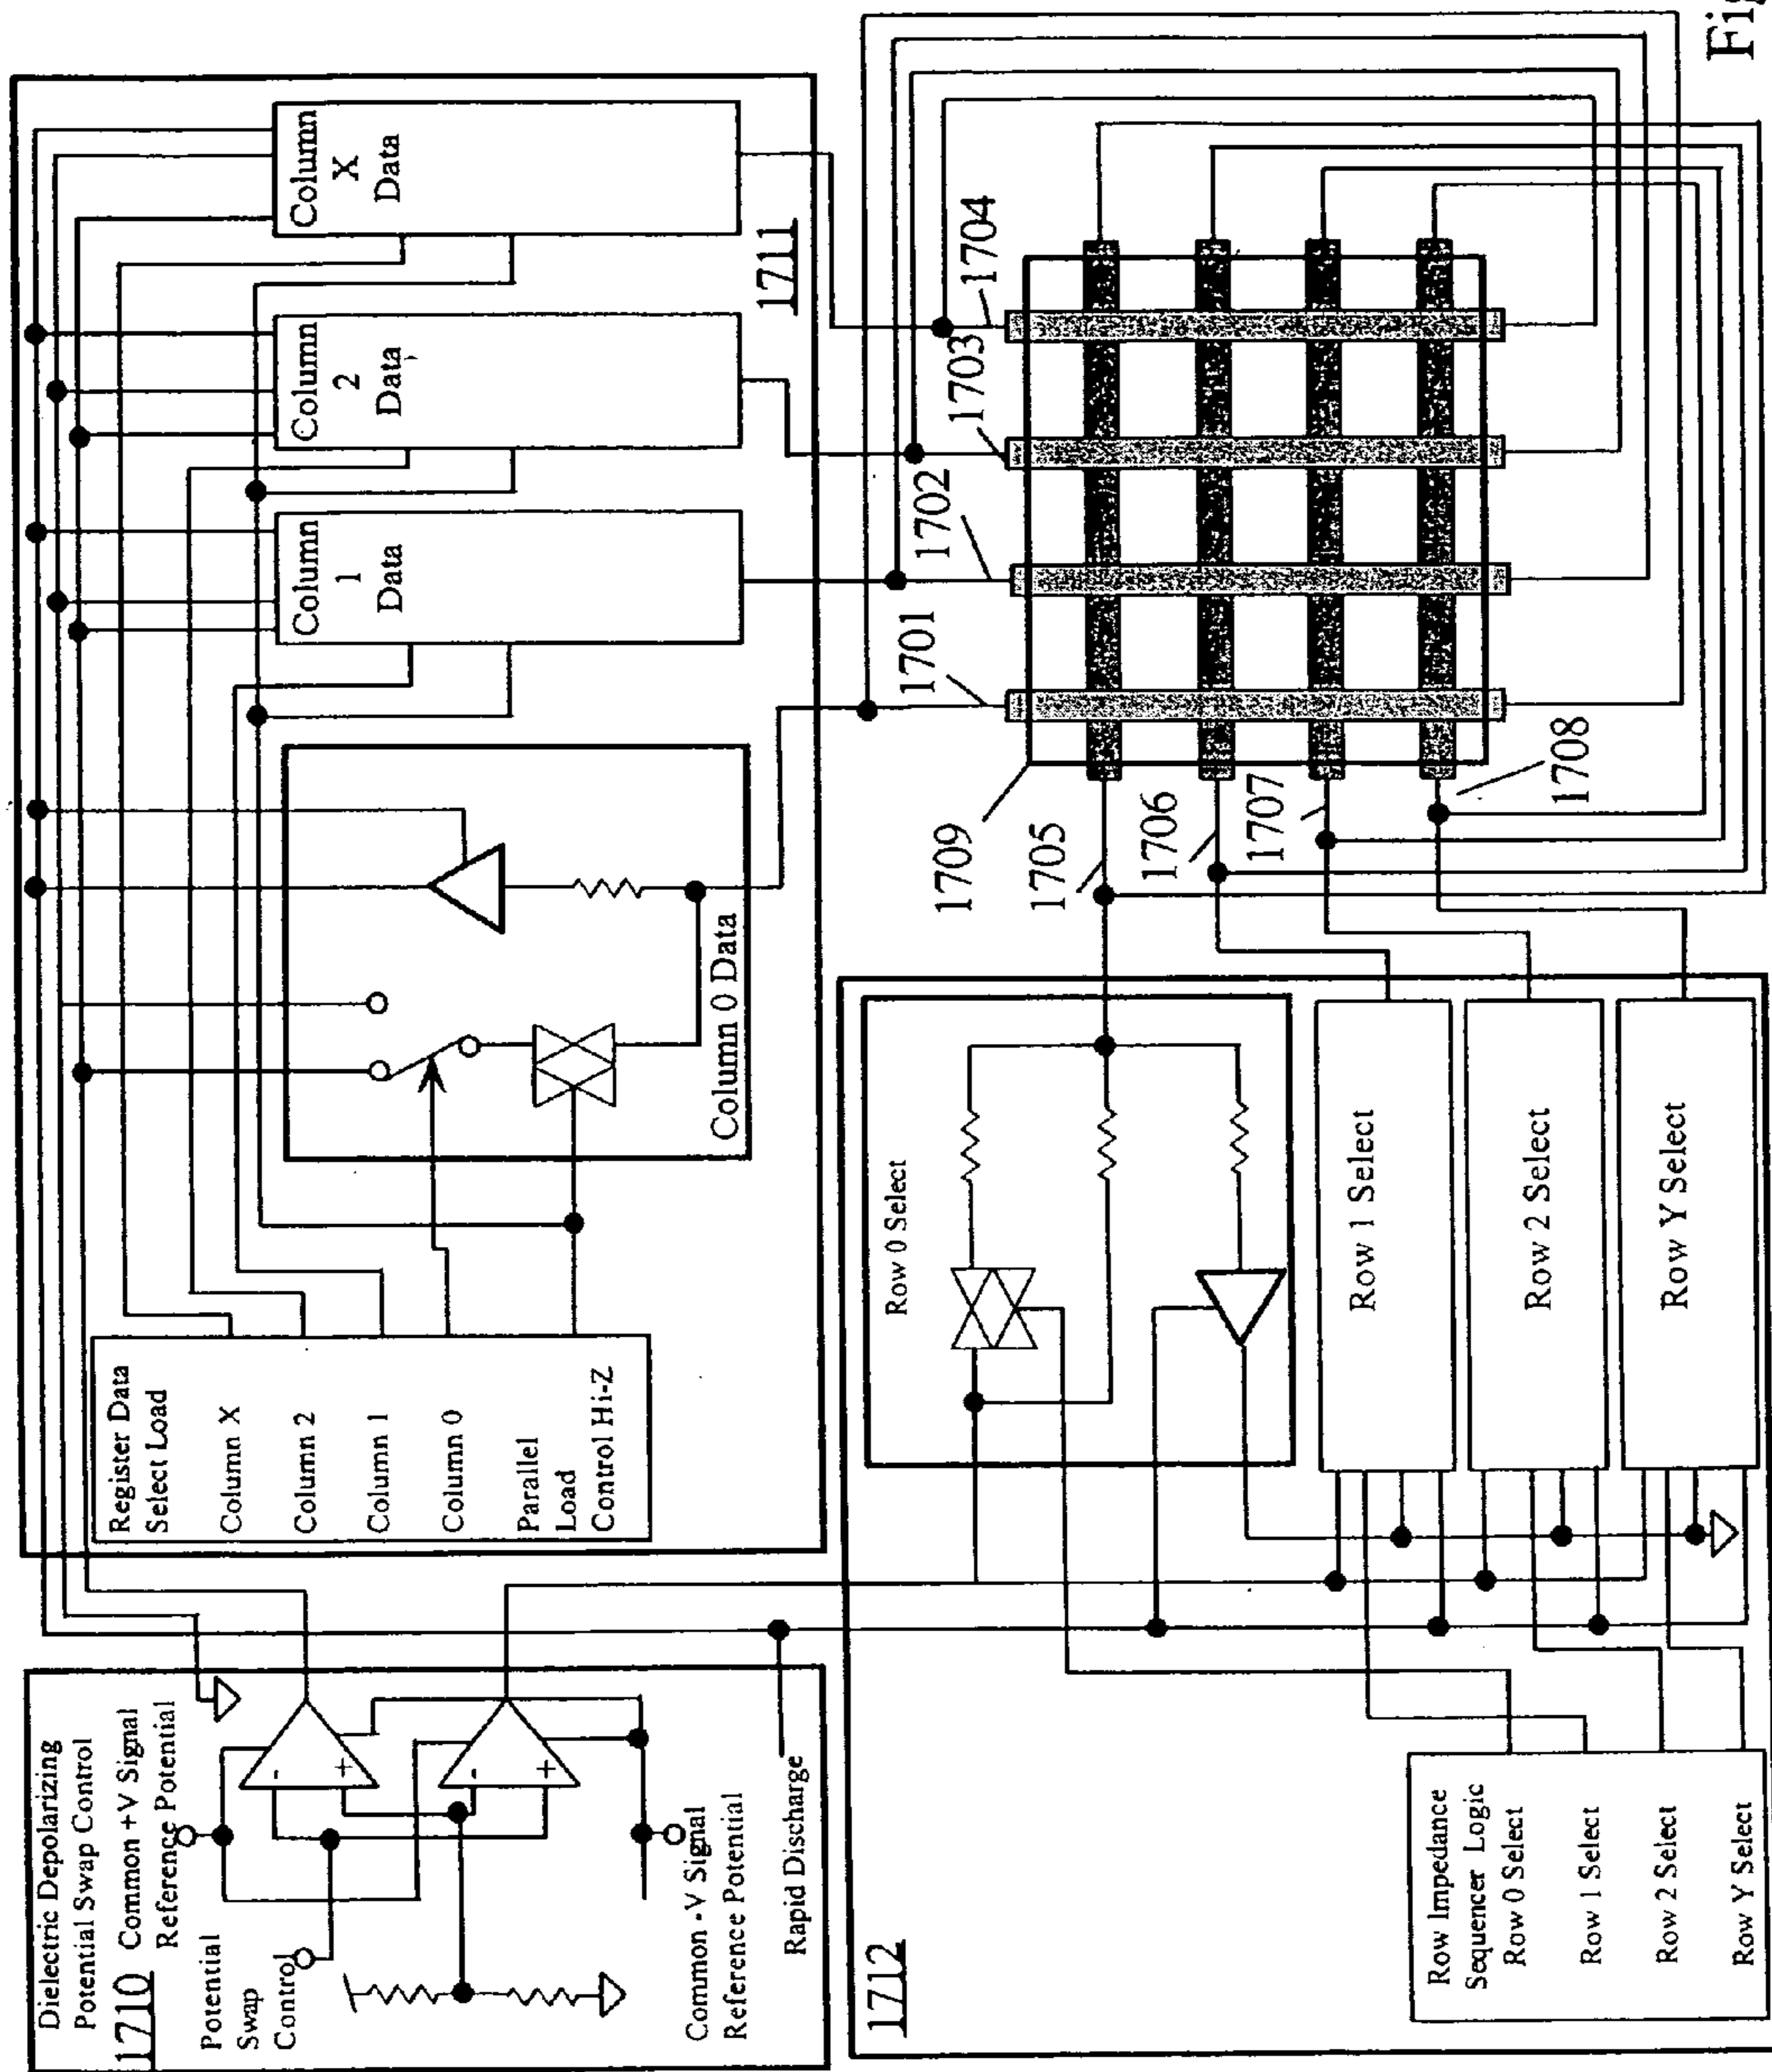 Dielectric Depolarizing
Potential Swap Control
1710
Common +V Signal
Reference Potential
Potential
Swap
Control
-
+
-
+
Common -V Signal
Reference Potential
Rapid Discharge
Register Data
Select Load
Column X
Column 2
Column 1
Column 0
Parallel
Load
Control Hi-Z
Column 0 Data
Column
1
Data
Column
2
Data
Column
X
Data
1711
1712
Row Impedance
Sequencer Logic
Row 0 Select
Row 1 Select
Row 2 Select
Row Y Select
Row 0 Select
Row 1 Select
Row 2 Select
Row Y Select
1701
1702
1703
1704
1709
1705
1706
1707
1708